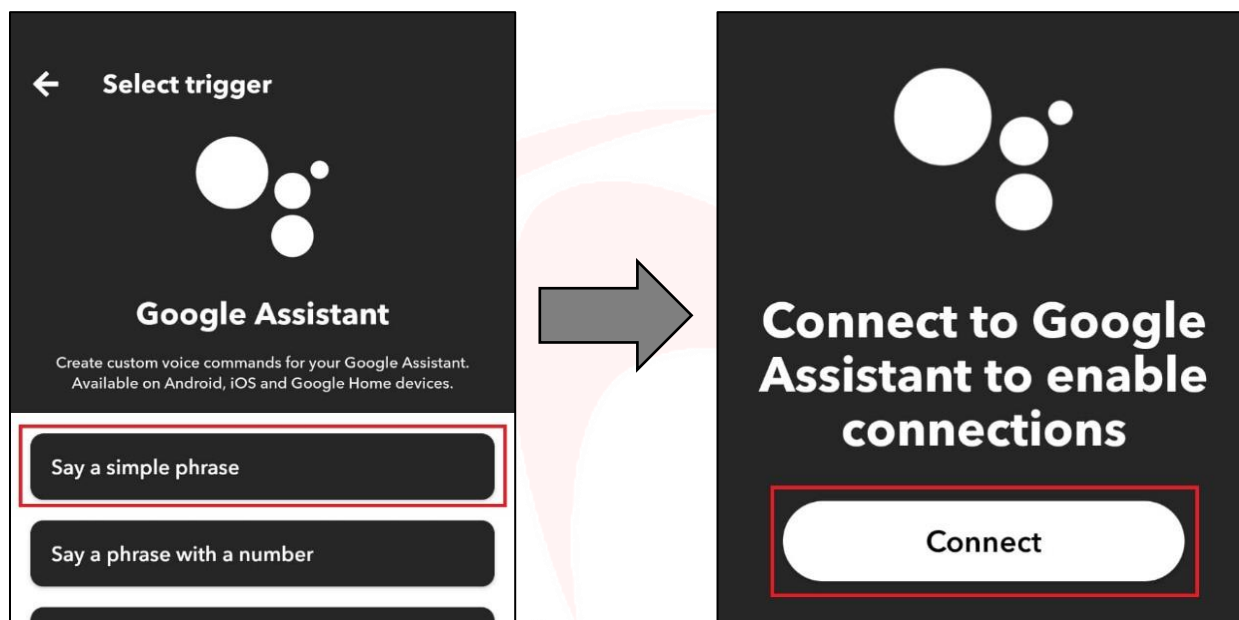 Select trigger
Google Assistant
Create custom voice commands for your Google Assistant.
Available on Android, iOS and Google Home devices.
Say a simple phrase
Say a phrase with a number
Connect to Google
Assistant to enable
connections
Connect